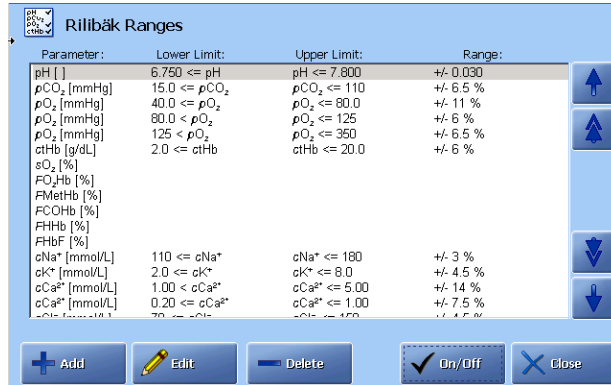 pH
pCO₂
pO₂
ctHb
Rilibäk Ranges
Parameter: Lower Limit: Upper Limit: Range:
pH [ ] 6.750 <= pH pH <= 7.800 +/- 0.030
pCO₂ [mmHg] 15.0 <= pCO₂ pCO₂ <= 110 +/- 6.5 %
pO₂ [mmHg] 40.0 <= pO₂ pO₂ <= 80.0 +/- 11 %
pO₂ [mmHg] 80.0 < pO₂ pO₂ <= 125 +/- 6 %
pO₂ [mmHg] 125 < pO₂ pO₂ <= 350 +/- 6.5 %
ctHb [g/dL] 2.0 <= ctHb ctHb <= 20.0 +/- 6 %
sO₂ [%]
FO₂Hb [%]
FMetHb [%]
FCOHb [%]
FHHb [%]
FHbF [%]
cNa⁺ [mmol/L] 110 <= cNa⁺ cNa⁺ <= 180 +/- 3 %
cK⁺ [mmol/L] 2.0 <= cK⁺ cK⁺ <= 8.0 +/- 4.5 %
cCa²⁺ [mmol/L] 1.00 < cCa²⁺ cCa²⁺ <= 5.00 +/- 14 %
cCa²⁺ [mmol/L] 0.20 <= cCa²⁺ cCa²⁺ <= 1.00 +/- 7.5 %
Add Edit Delete On/Off Close